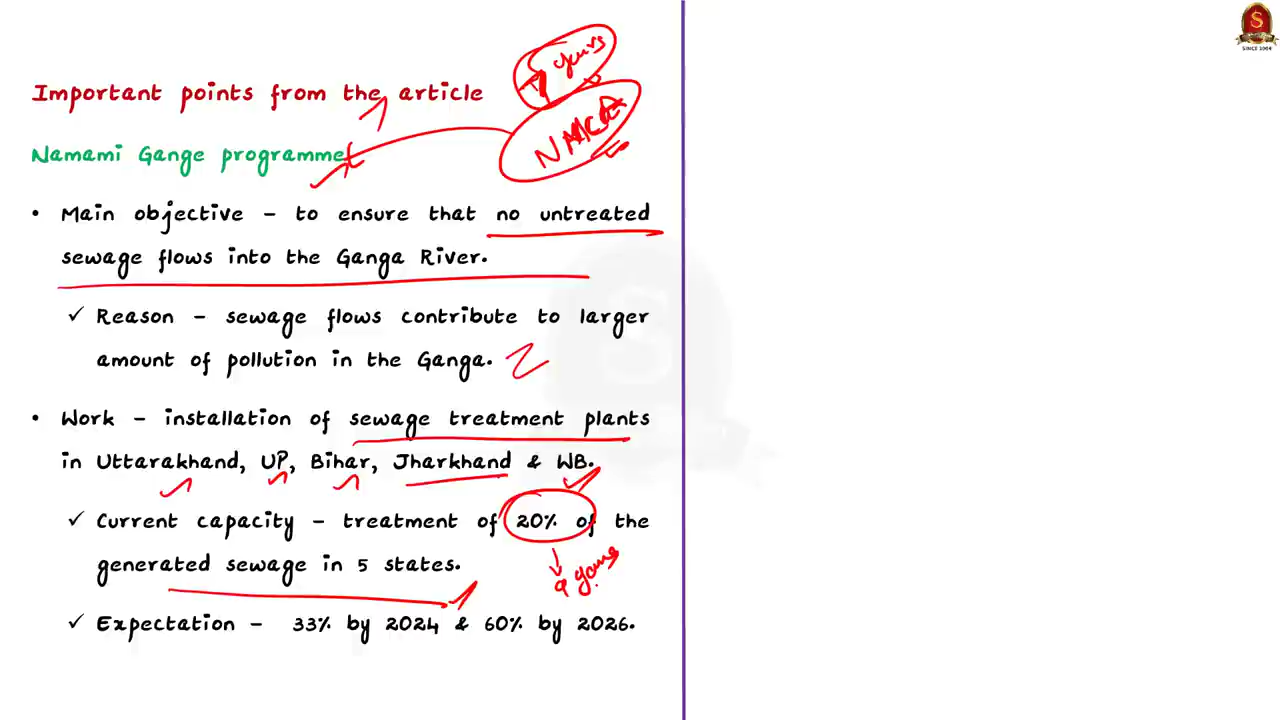 S
SINCE 2004
years
Important points from the article
NMCG
Namami Gange programme
• Main objective – to ensure that no untreated
sewage flows into the Ganga River.
✓ Reason – sewage flows contribute to larger
amount of pollution in the Ganga.
• Work – installation of sewage treatment plants
in Uttarakhand, UP, Bihar, Jharkhand & WB.
✓ Current capacity – treatment of 20% of the
generated sewage in 5 states.
9 years
✓ Expectation – 33% by 2024 & 60% by 2026.